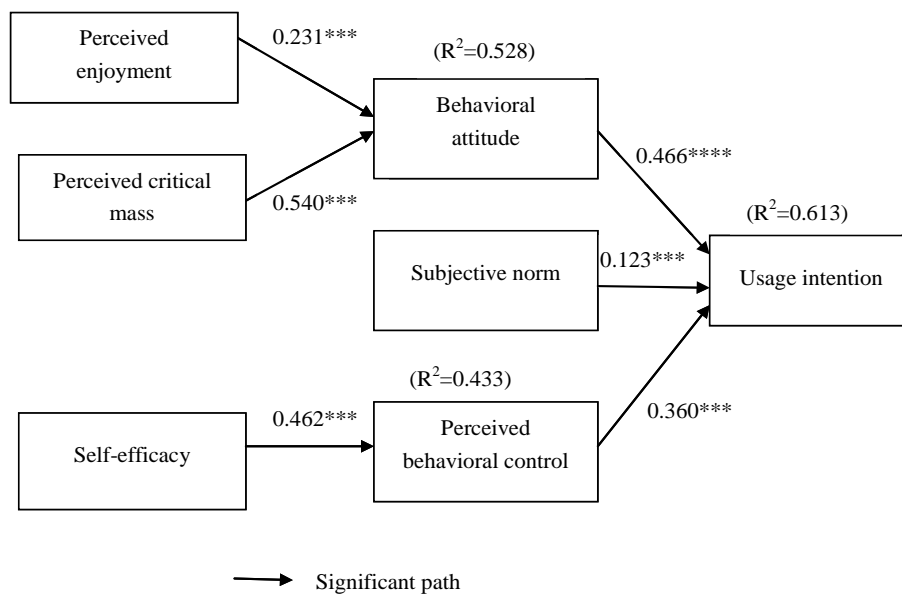 Perceived
enjoyment
0.231***
(R²=0.528)
Behavioral
attitude
Perceived critical
mass
0.540***
0.466****
(R²=0.613)
Subjective norm
0.123***
Usage intention
(R²=0.433)
Self-efficacy
0.462***
Perceived
behavioral control
0.360***
Significant path